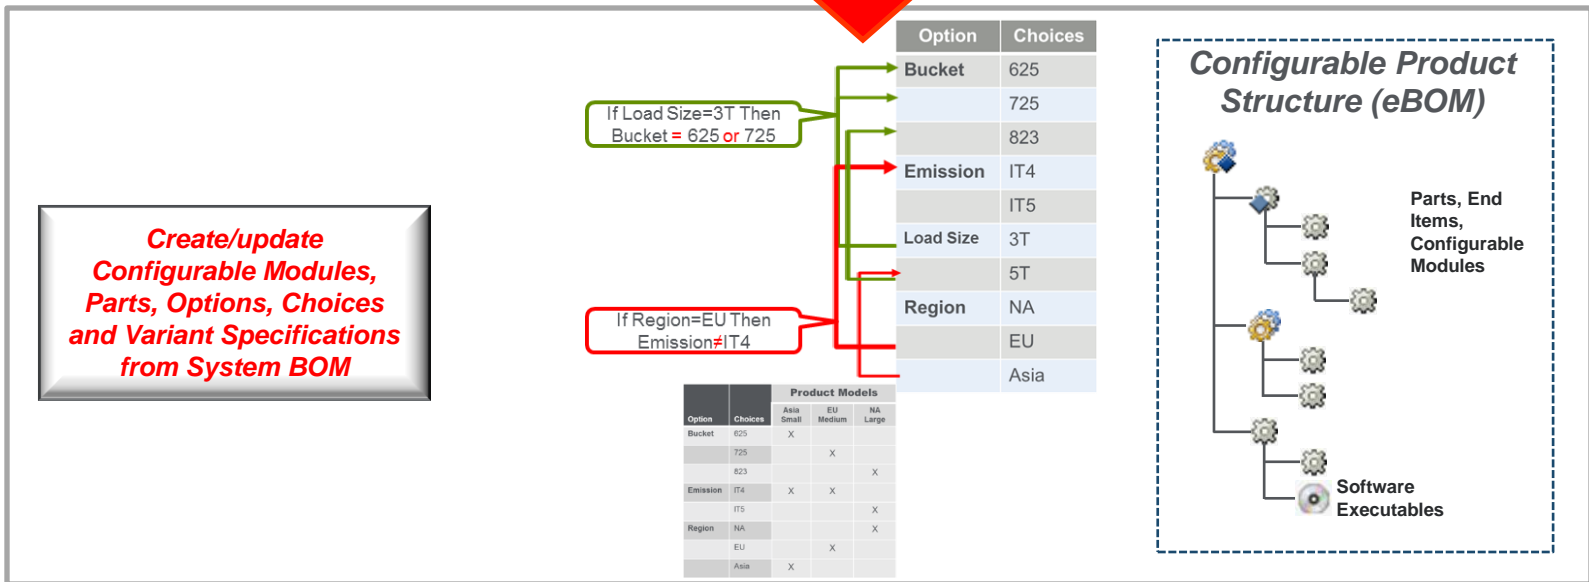 Create/update
Configurable Modules,
Parts, Options, Choices
and Variant Specifications
from System BOM
If Load Size=3T Then
Bucket = 625 or 725
If Region=EU Then
Emission≠IT4
Option Choices
Bucket 625
725
823
Emission IT4
IT5
Load Size 3T
5T
Region NA
EU
Asia
Product Models
Option Choices Asia Small EU Medium NA Large
Bucket 625 X
725 X
823 X
Emission IT4 X X
IT5 X
Region NA X
EU X
Asia X
Configurable Product
Structure (eBOM)
Parts, End
Items,
Configurable
Modules
Software
Executables